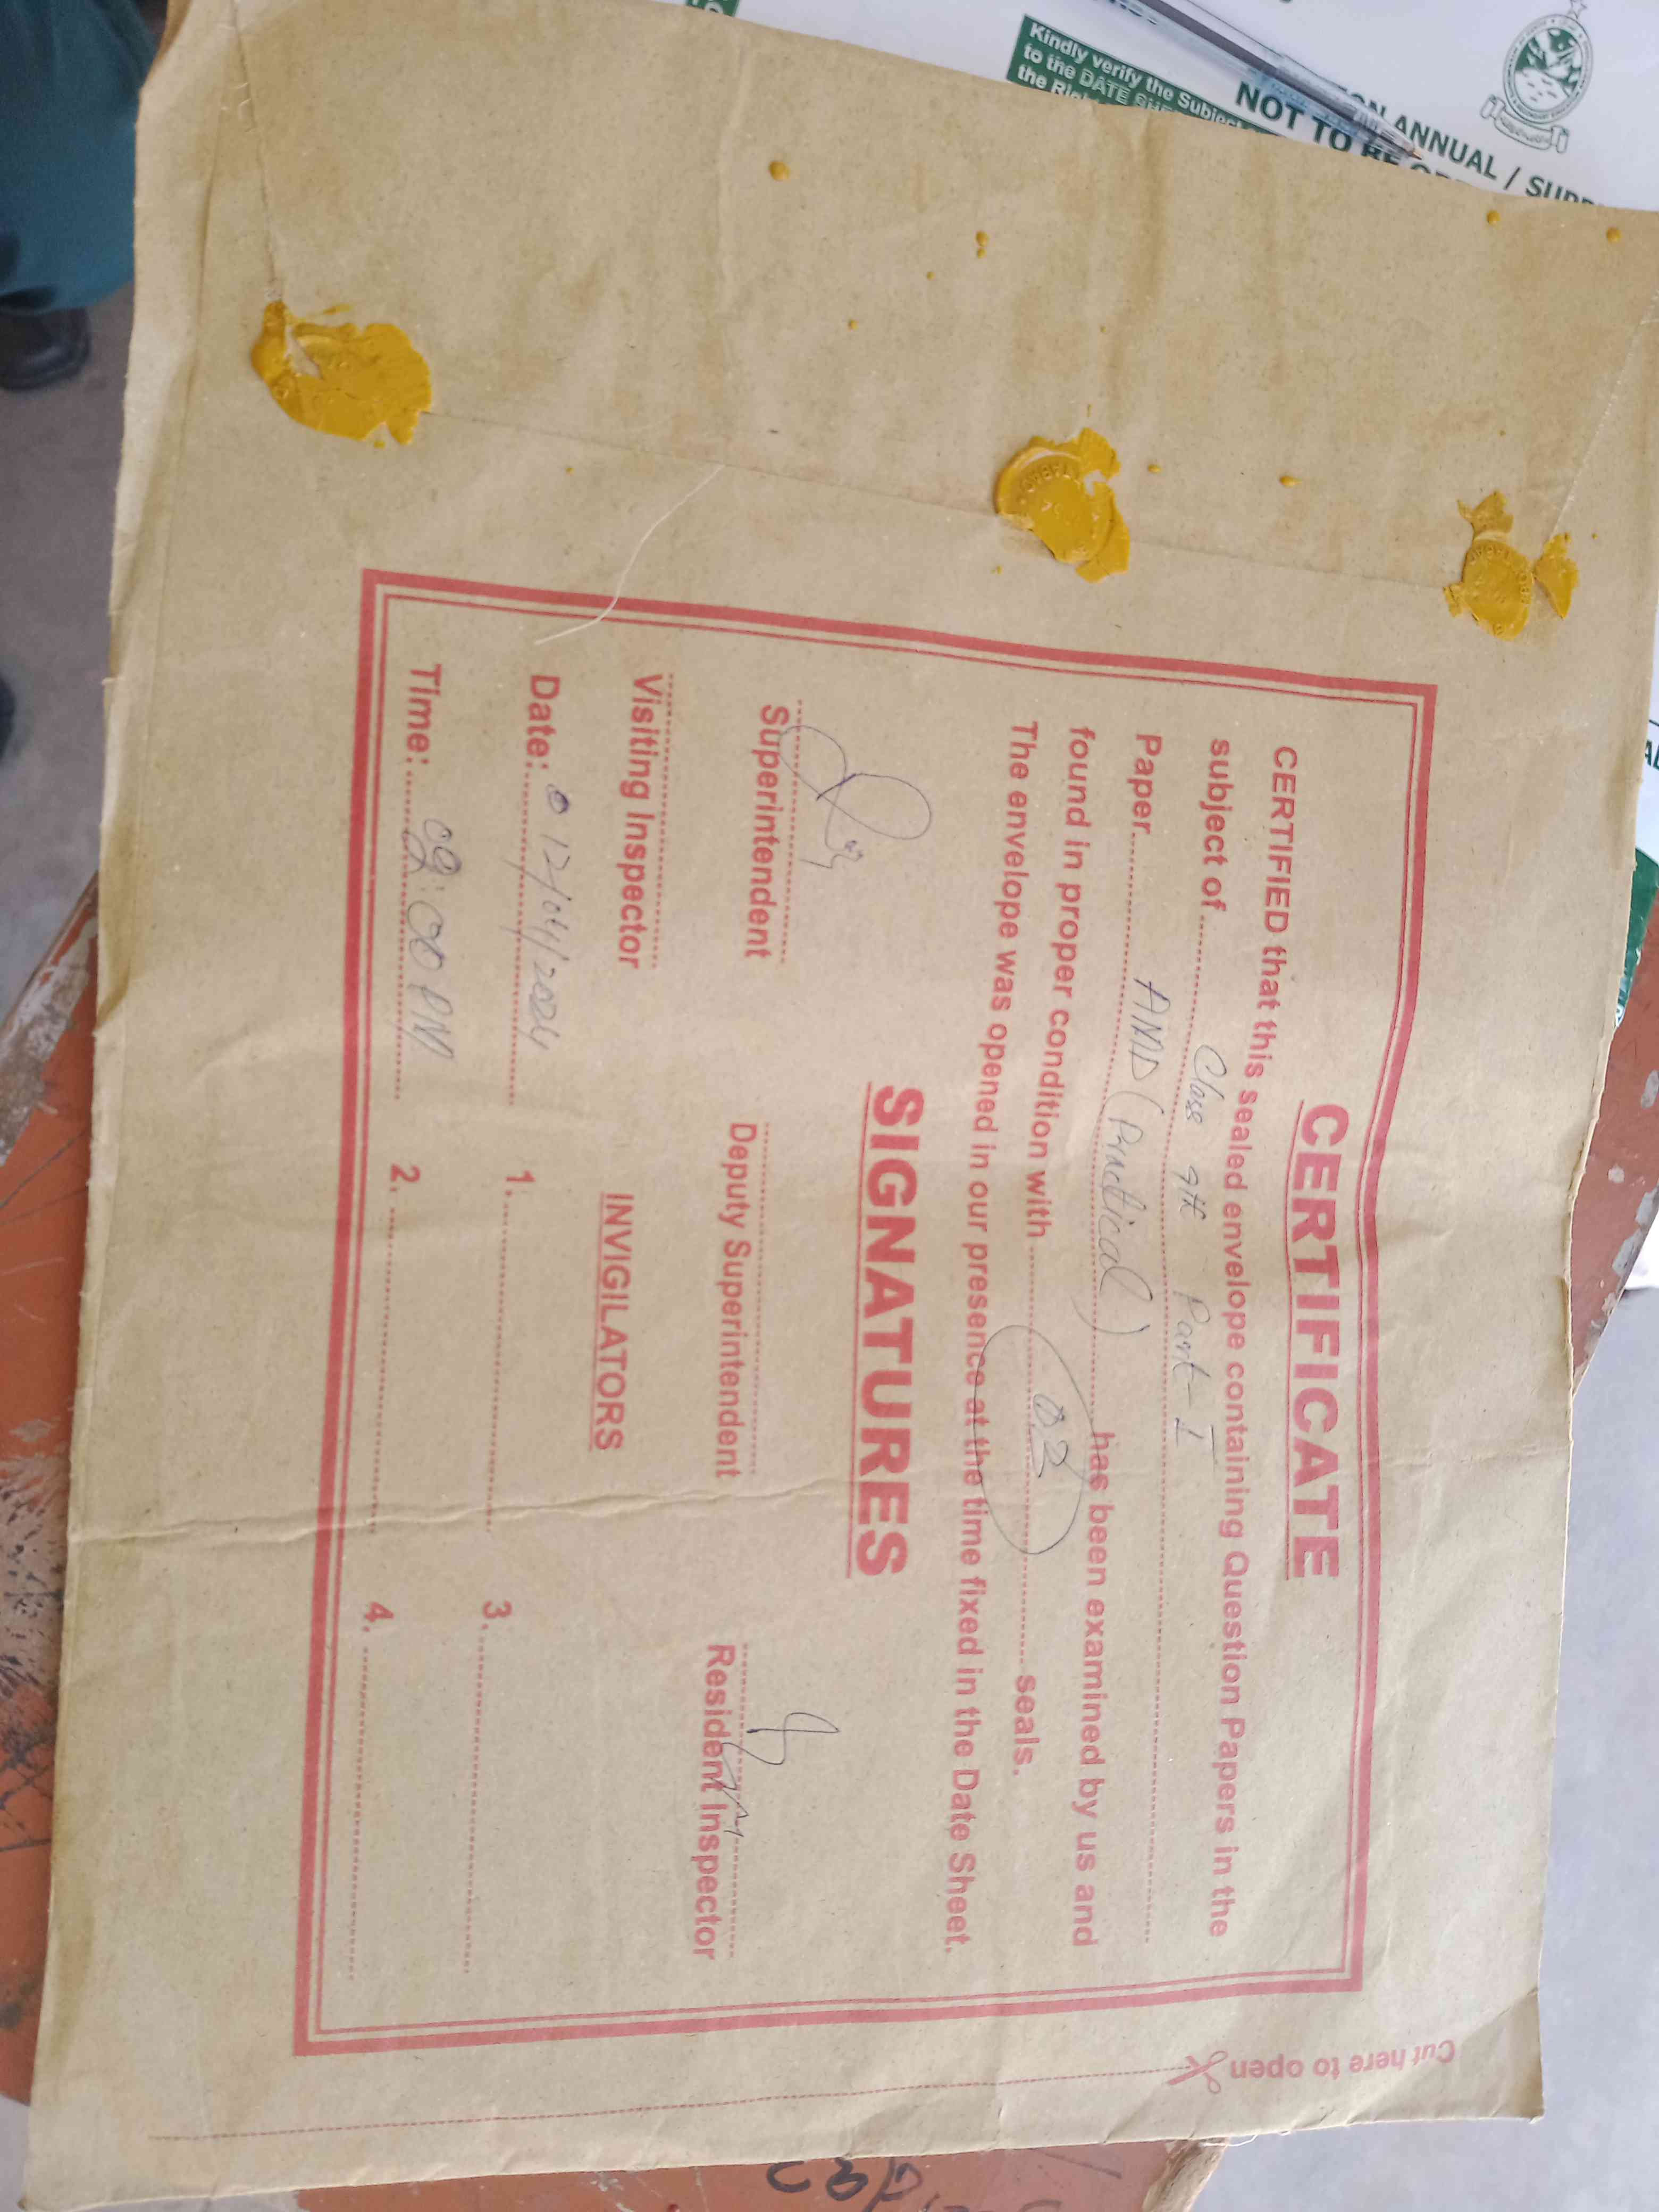 CERTIFICATE
CERTIFIED that this sealed envelope containing Question Papers in the
subject of Class 9th Part-I
Paper AMD (Practical) has been examined by us and
found in proper condition with 02 seals.
The envelope was opened in our presence at the time fixed in the Date Sheet.
SIGNATURES
Superintendent
Deputy Superintendent
Resident Inspector
Visiting Inspector
INVIGILATORS
Date: 0 12/04/2024
1.
3.
Time: 02:00 PM
2.
4.
Cut here to open
Kindly verify the Subject
to the DATE
the
ANNUAL /
NOT TO BE